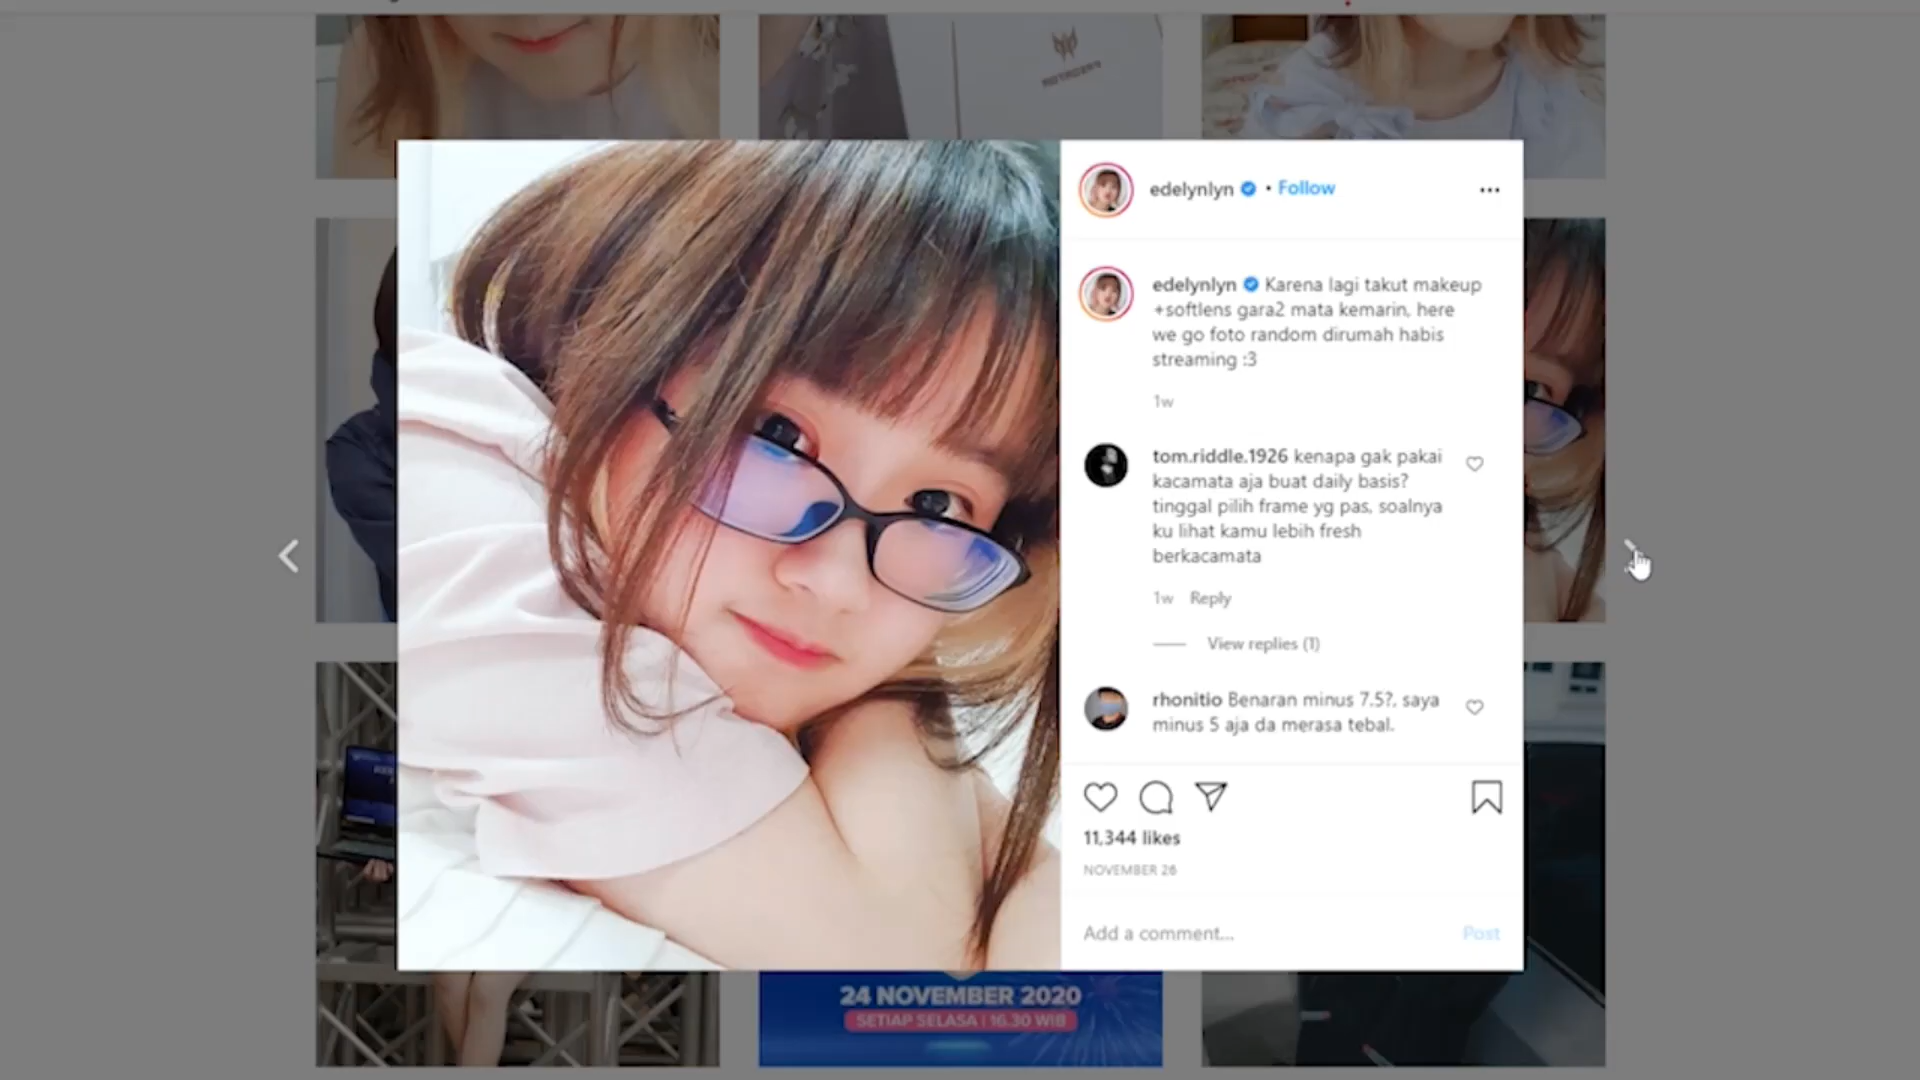 PREDATOR
edelynlyn • Follow
edelynlyn Karena lagi takut makeup
+softlens gara2 mata kemarin, here
we go foto random dirumah habis
streaming :3
1w
tom.riddle.1926 kenapa gak pakai
kacamata aja buat daily basis?
tinggal pilih frame yg pas, soalnya
ku lihat kamu lebih fresh
berkacamata
1w Reply
View replies (1)
rhonitio Benaran minus 7.5?, saya
minus 5 aja da merasa tebal.
11,344 likes
NOVEMBER 26
Add a comment... Post
24 NOVEMBER 2020
SETIAP SELASA | 16.30 WIB